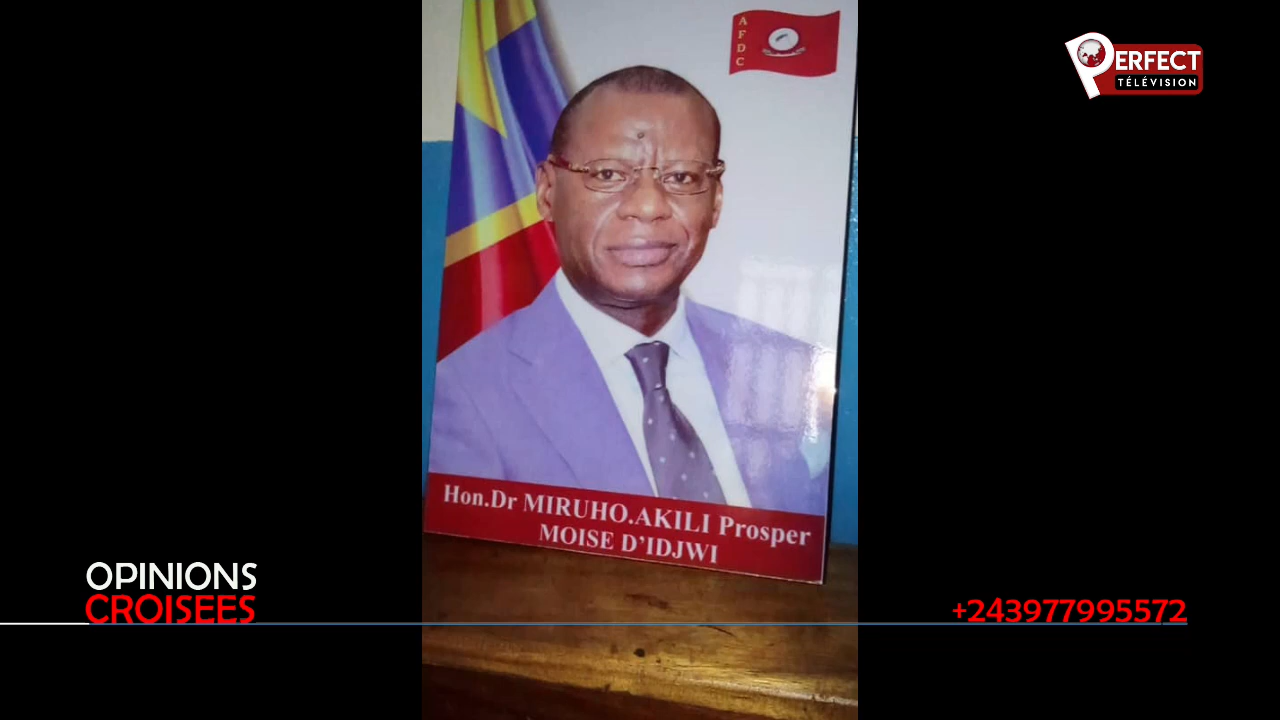 AFDC
PERFECT
TÉLÉVISION
Hon.Dr MIRUHO.AKILI Prosper
MOISE D'IDJWI
OPINIONS
CROISEES
+243977995572